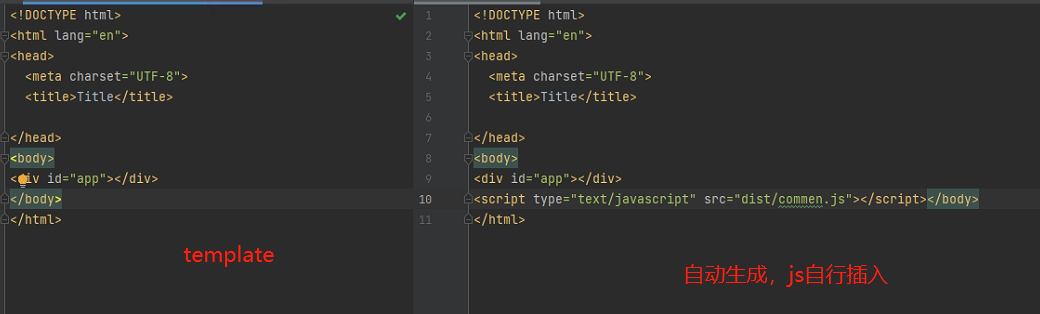 <!DOCTYPE html>
<html lang="en">
<head>
<meta charset="UTF-8">
<title>Title</title>
</head>
<body>
<div id="app"></div>
</body>
</html>
template
1 <!DOCTYPE html>
2 <html lang="en">
3 <head>
4 <meta charset="UTF-8">
5 <title>Title</title>
6
7 </head>
8 <body>
9 <div id="app"></div>
10 <script type="text/javascript" src="dist/commen.js"></script></body>
11 </html>
自动生成，js自行插入